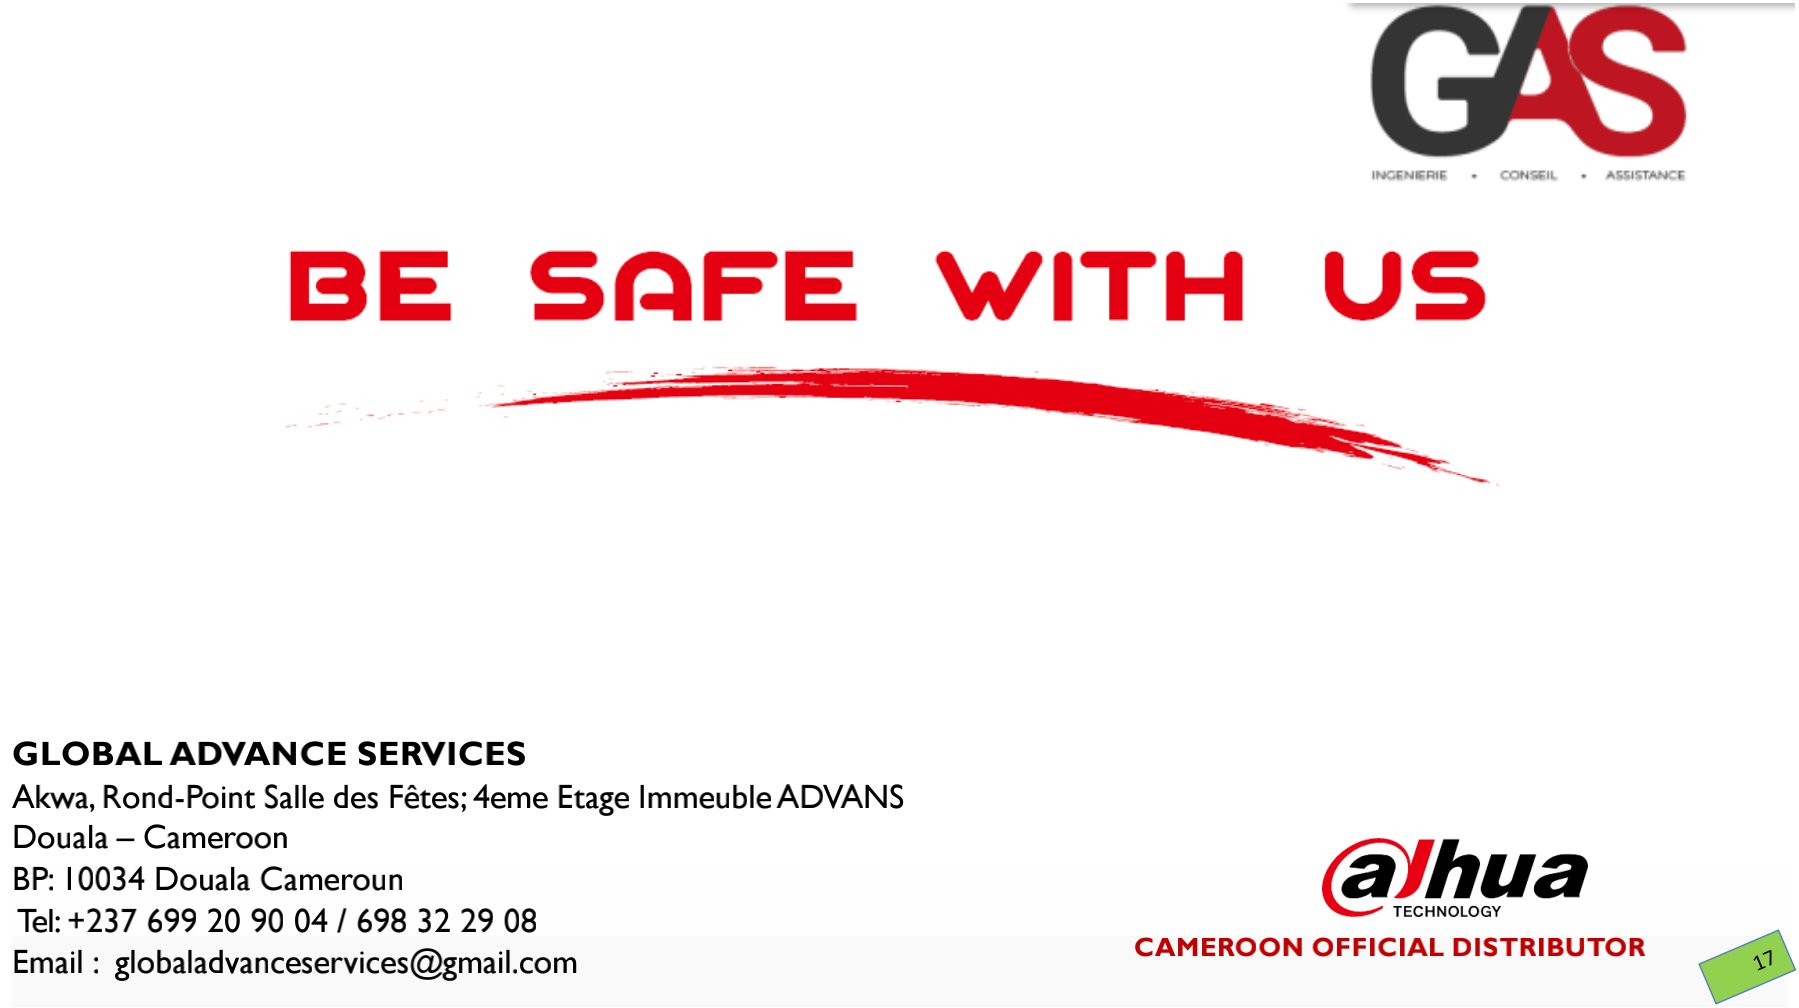 GAS
INGENIERIE • CONSEIL • ASSISTANCE
BE SAFE WITH US
GLOBAL ADVANCE SERVICES
Akwa, Rond-Point Salle des Fêtes; 4eme Etage Immeuble ADVANS
Douala – Cameroon
BP: 10034 Douala Cameroun
Tel: +237 699 20 90 04 / 698 32 29 08
Email : globaladvanceservices@gmail.com
alhua
TECHNOLOGY
CAMEROON OFFICIAL DISTRIBUTOR
17